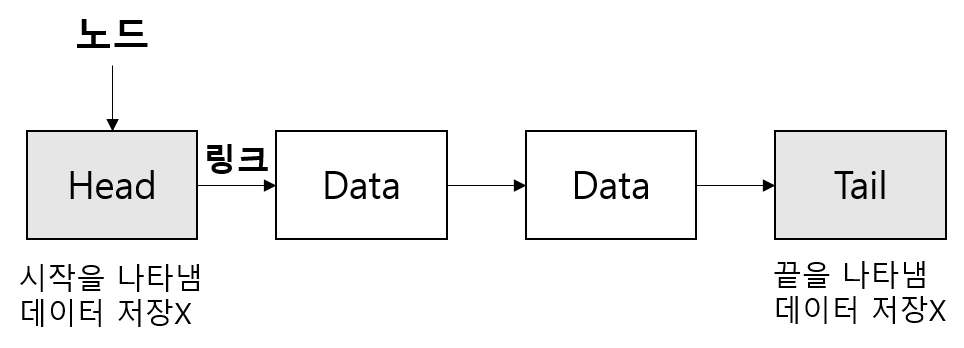 노드
Head
링크
Data
Data
Tail
시작을 나타냄
데이터 저장X
끝을 나타냄
데이터 저장X